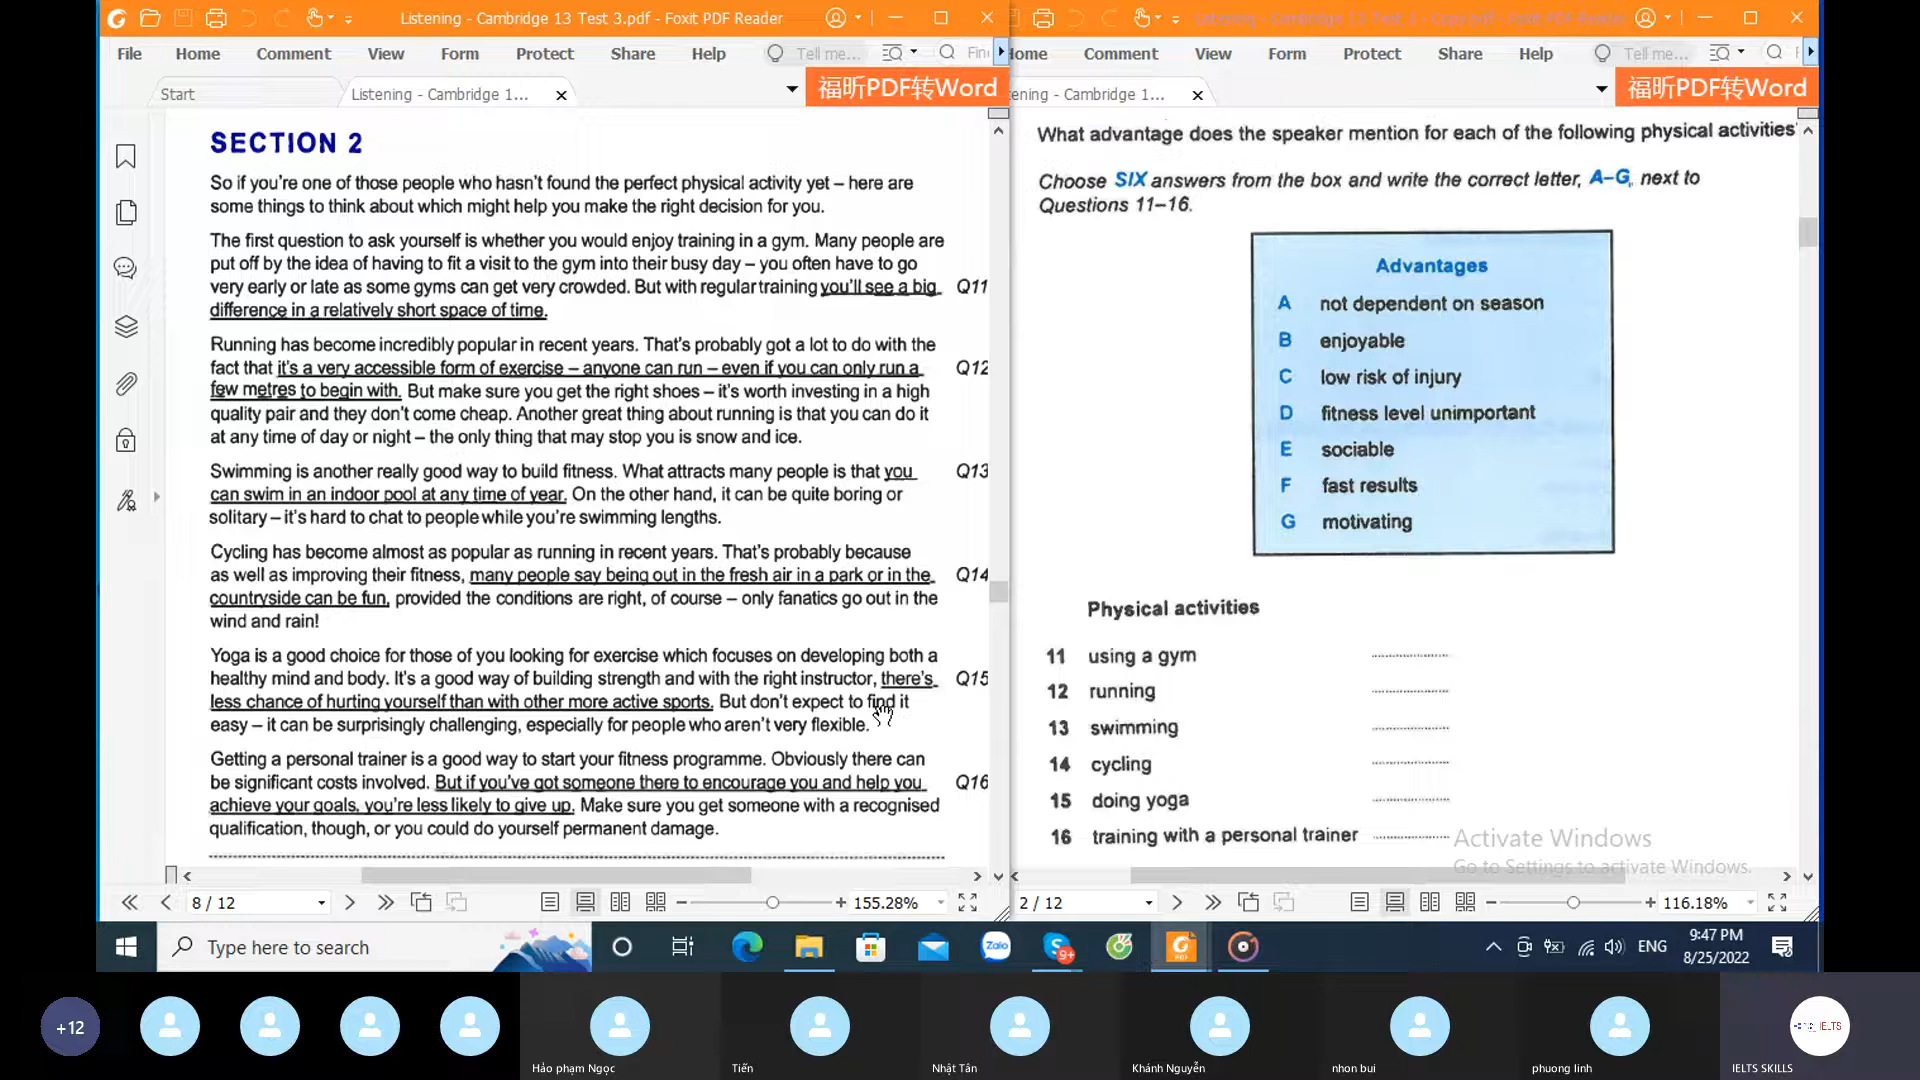 Listening - Cambridge 13 Test 3.pdf - Foxit PDF Reader
File Home Comment View Form Protect Share Help Tell me...
Start
Listening - Cambridge 1...
福昕PDF转Word
SECTION 2
So if you're one of those people who hasn't found the perfect physical activity yet – here are
some things to think about which might help you make the right decision for you.
The first question to ask yourself is whether you would enjoy training in a gym. Many people are
put off by the idea of having to fit a visit to the gym into their busy day – you often have to go
very early or late as some gyms can get very crowded. But with regular training you'll see a big Q11
difference in a relatively short space of time.
Running has become incredibly popular in recent years. That's probably got a lot to do with the
fact that it's a very accessible form of exercise – anyone can run – even if you can only run a Q12
few metres to begin with. But make sure you get the right shoes – it's worth investing in a high
quality pair and they don't come cheap. Another great thing about running is that you can do it
at any time of day or night – the only thing that may stop you is snow and ice.
Swimming is another really good way to build fitness. What attracts many people is that you Q13
can swim in an indoor pool at any time of year. On the other hand, it can be quite boring or
solitary – it's hard to chat to people while you're swimming lengths.
Cycling has become almost as popular as running in recent years. That's probably because
as well as improving their fitness, many people say being out in the fresh air in a park or in the Q14
countryside can be fun, provided the conditions are right, of course – only fanatics go out in the
wind and rain!
Yoga is a good choice for those of you looking for exercise which focuses on developing both a
healthy mind and body. It's a good way of building strength and with the right instructor, there's Q15
less chance of hurting yourself than with other more active sports. But don't expect to find it
easy – it can be surprisingly challenging, especially for people who aren't very flexible.
Getting a personal trainer is a good way to start your fitness programme. Obviously there can
be significant costs involved. But if you've got someone there to encourage you and help you Q16
achieve your goals, you're less likely to give up. Make sure you get someone with a recognised
qualification, though, or you could do yourself permanent damage.
8 / 12
155.28%
ome Comment View Form Protect Share Help Tell me...
ening - Cambridge 1...
福昕PDF转Word
What advantage does the speaker mention for each of the following physical activities
Choose SIX answers from the box and write the correct letter, A–G, next to
Questions 11–16.
Advantages
A not dependent on season
B enjoyable
C low risk of injury
D fitness level unimportant
E sociable
F fast results
G motivating
Physical activities
11 using a gym
12 running
13 swimming
14 cycling
15 doing yoga
16 training with a personal trainer
Activate Windows
Go to Settings to activate Windows.
2 / 12
116.18%
Type here to search
Zalo
9+
ENG
9:47 PM
8/25/2022
+12
Hảo phạm Ngọc
Tiến
Nhật Tân
Khánh Nguyễn
nhon bui
phuong linh
IELTS SKILLS